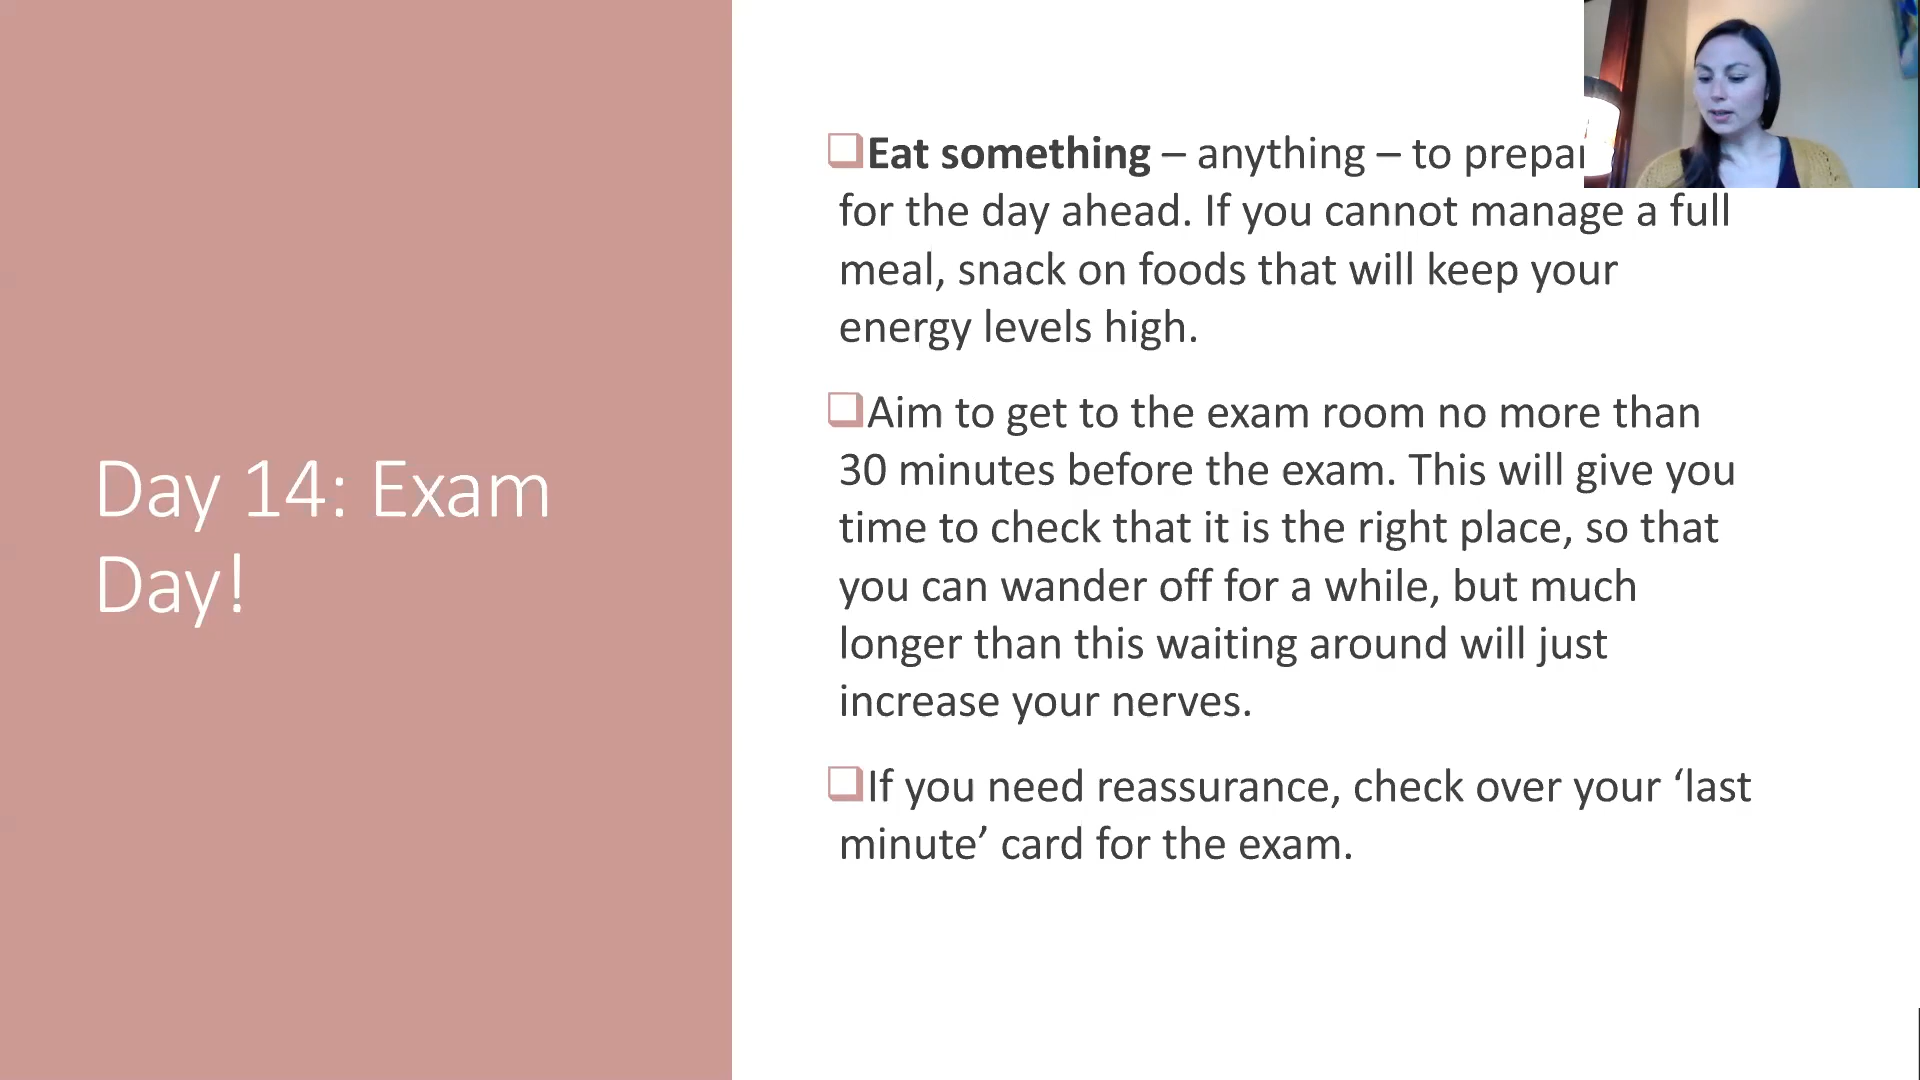 Day 14: Exam
Day!
Eat something – anything – to
for the day ahead. If you cannot manage a full
meal, snack on foods that will keep your
energy levels high.
Aim to get to the exam room no more than
30 minutes before the exam. This will give you
time to check that it is the right place, so that
you can wander off for a while, but much
longer than this waiting around will just
increase your nerves.
If you need reassurance, check over your ‘last
minute’ card for the exam.